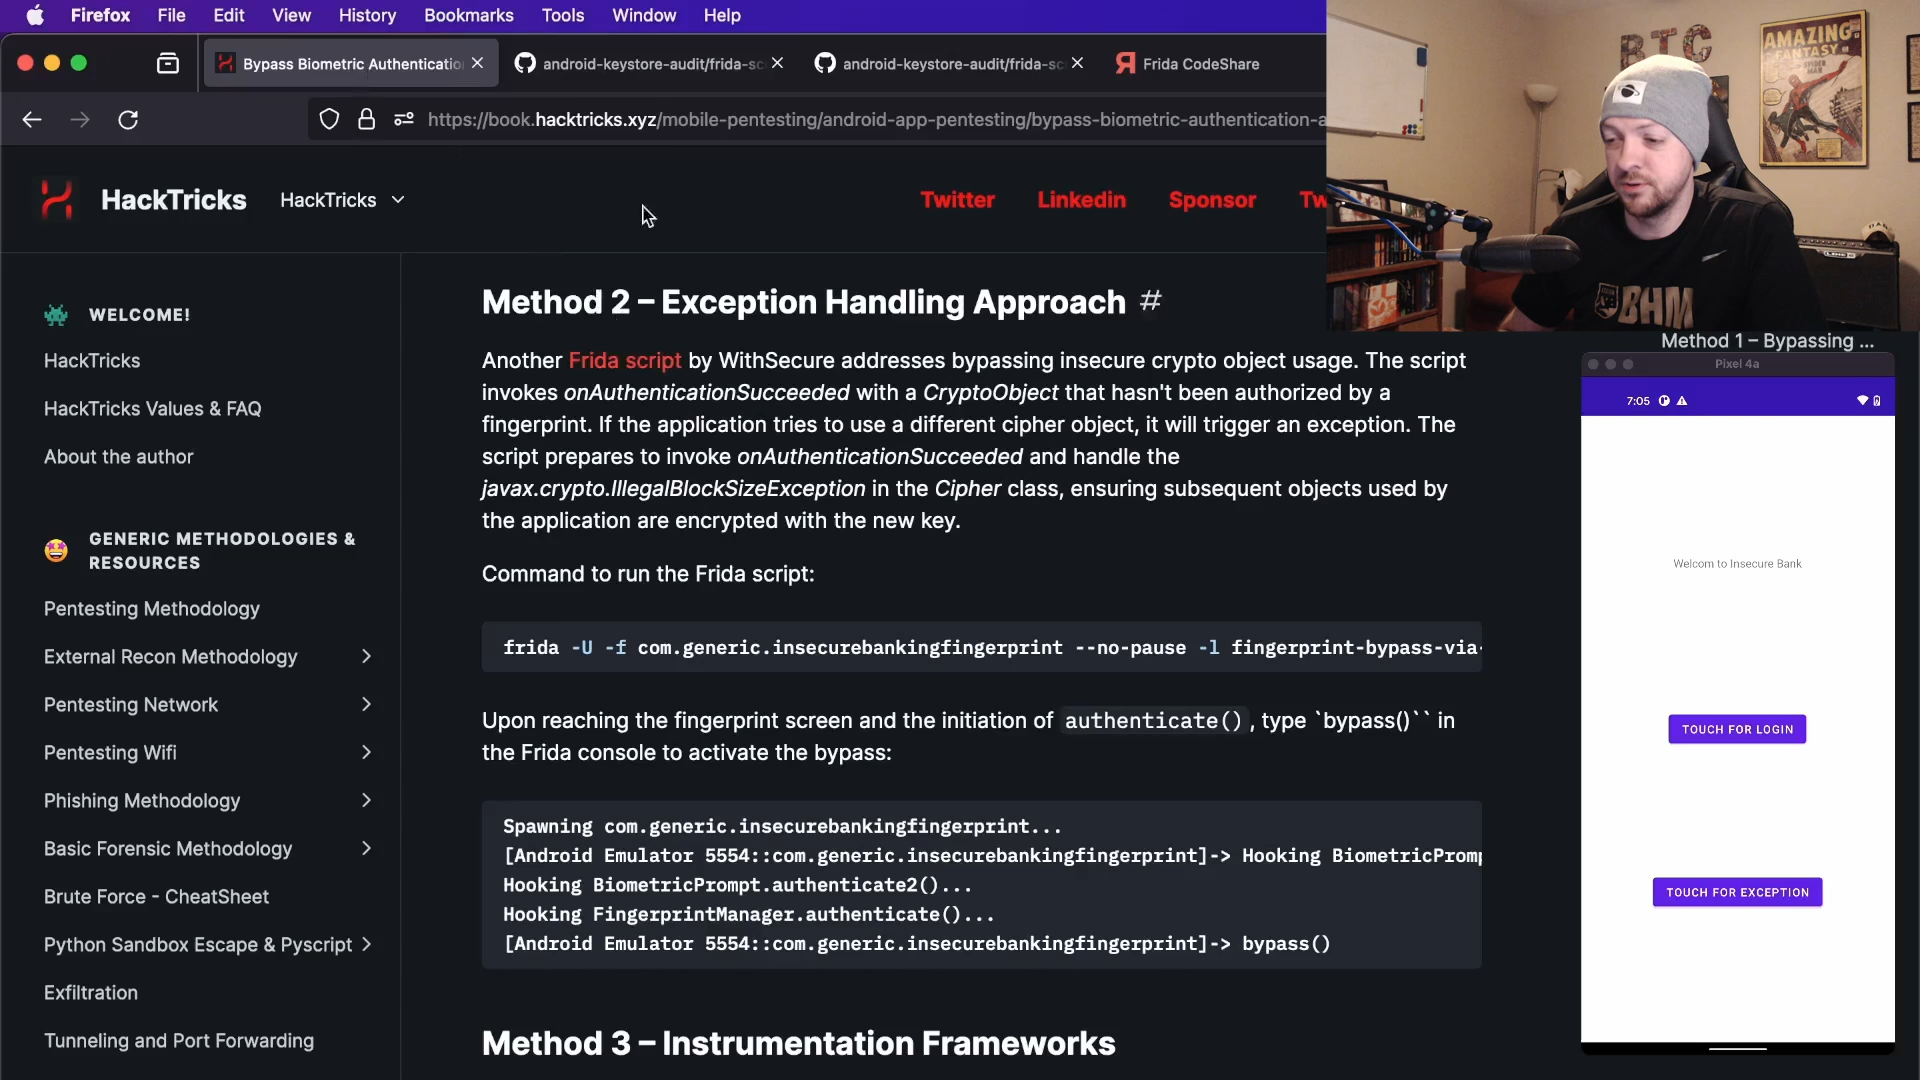 Firefox File Edit View History Bookmarks Tools Window Help
Bypass Biometric Authenticatio
android-keystore-audit/frida-sc
android-keystore-audit/frida-sc
Frida CodeShare
https://book.hacktricks.xyz/mobile-pentesting/android-app-pentesting/bypass-biometric-authentication-a
HackTricks
HackTricks
Twitter Linkedin Sponsor Tw
WELCOME!
HackTricks
HackTricks Values & FAQ
About the author
GENERIC METHODOLOGIES &
RESOURCES
Pentesting Methodology
External Recon Methodology
Pentesting Network
Pentesting Wifi
Phishing Methodology
Basic Forensic Methodology
Brute Force - CheatSheet
Python Sandbox Escape & Pyscript
Exfiltration
Tunneling and Port Forwarding
Method 2 – Exception Handling Approach #
Another Frida script by WithSecure addresses bypassing insecure crypto object usage. The script
invokes onAuthenticationSucceeded with a CryptoObject that hasn't been authorized by a
fingerprint. If the application tries to use a different cipher object, it will trigger an exception. The
script prepares to invoke onAuthenticationSucceeded and handle the
javax.crypto.IllegalBlockSizeException in the Cipher class, ensuring subsequent objects used by
the application are encrypted with the new key.
Command to run the Frida script:
frida -U -f com.generic.insecurebankingfingerprint --no-pause -l fingerprint-bypass-via-
Upon reaching the fingerprint screen and the initiation of authenticate(), type `bypass()`` in
the Frida console to activate the bypass:
Spawning com.generic.insecurebankingfingerprint...
[Android Emulator 5554::com.generic.insecurebankingfingerprint]-> Hooking BiometricPromp
Hooking BiometricPrompt.authenticate2()...
Hooking FingerprintManager.authenticate()...
[Android Emulator 5554::com.generic.insecurebankingfingerprint]-> bypass()
Method 3 – Instrumentation Frameworks
BTC
AMAZING
FANTASY
SPIDER
MAN
LINE
BHM
Method 1 – Bypassing ...
Pixel 4a
7:05
Welcom to Insecure Bank
TOUCH FOR LOGIN
TOUCH FOR EXCEPTION